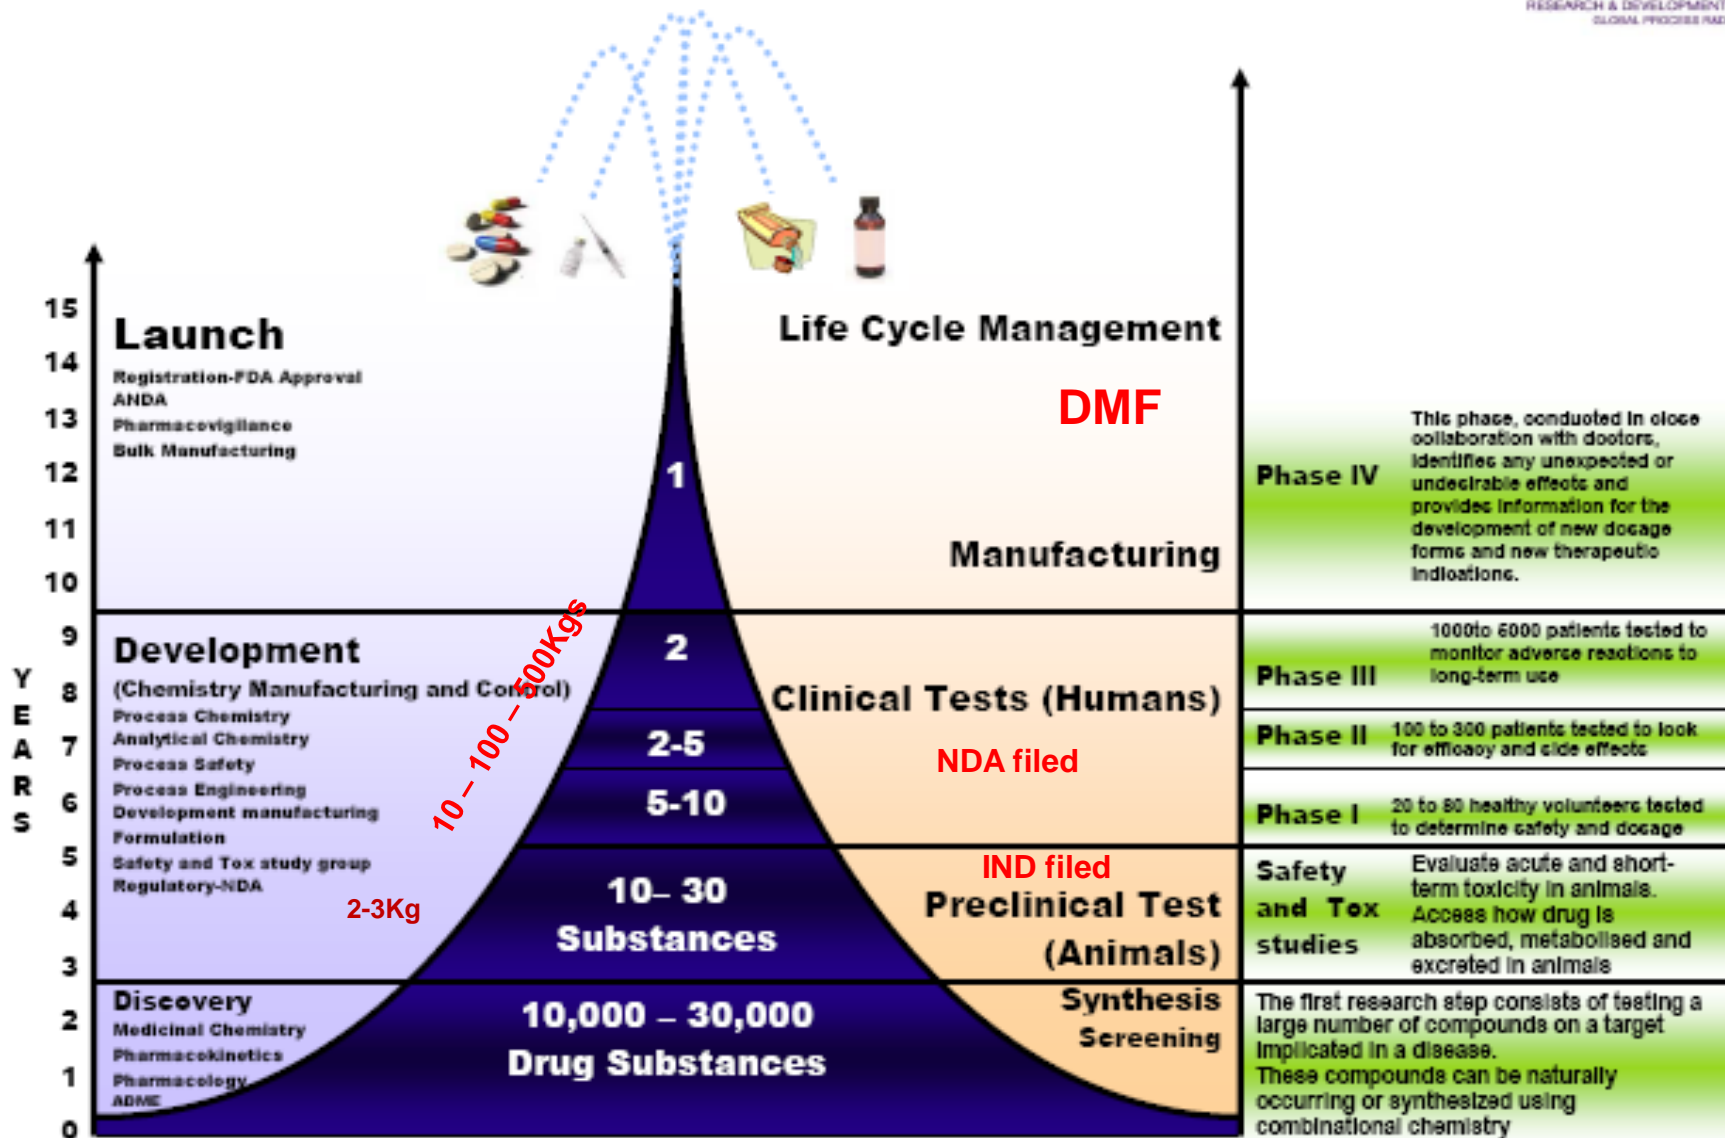 RESEARCH & DEVELOPMENT
GLOBAL PROCESS R&D
YEARS
15
14
13
12
11
10
9
8
7
6
5
4
3
2
1
0
Launch
Registration-FDA Approval
ANDA
Pharmacovigilance
Bulk Manufacturing
Development
(Chemistry Manufacturing and Control)
Process Chemistry
Analytical Chemistry
Process Safety
Process Engineering
Development manufacturing
Formulation
Safety and Tox study group
Regulatory-NDA
10 – 100 – 500Kgs
2-3Kg
Discovery
Medicinal Chemistry
Pharmacokinetics
Pharmacology
ADME
1
2
2-5
5-10
10– 30
Substances
10,000 – 30,000
Drug Substances
Life Cycle Management
DMF
Manufacturing
Clinical Tests (Humans)
NDA filed
IND filed
Preclinical Test
(Animals)
Synthesis
Screening
Phase IV
This phase, conducted in close
collaboration with doctors,
identifies any unexpected or
undesirable effects and
provides information for the
development of new dosage
forms and new therapeutic
indications.
Phase III
1000to 5000 patients tested to
monitor adverse reactions to
long-term use
Phase II
100 to 300 patients tested to look
for efficacy and side effects
Phase I
20 to 80 healthy volunteers tested
to determine safety and dosage
Safety
and Tox
studies
Evaluate acute and short-
term toxicity in animals.
Access how drug is
absorbed, metabolised and
excreted in animals
The first research step consists of testing a
large number of compounds on a target
implicated in a disease.
These compounds can be naturally
occurring or synthesized using
combinational chemistry